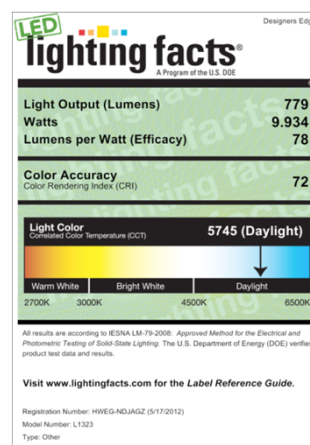 Designers Edg
LED
lighting facts®
A Program of the U.S. DOE
Light Output (Lumens) 779
Watts 9.934
Lumens per Watt (Efficacy) 78
Color Accuracy
Color Rendering Index (CRI) 72
Light Color
Correlated Color Temperature (CCT) 5745 (Daylight)
Warm White Bright White Daylight
2700K 3000K 4500K 6500K
All results are according to IESNA LM-79-2008: Approved Method for the Electrical and
Photometric Testing of Solid-State Lighting. The U.S. Department of Energy (DOE) verifies
product test data and results.
Visit www.lightingfacts.com for the Label Reference Guide.
Registration Number: HWEG-NDJAGZ (5/17/2012)
Model Number: L1323
Type: Other